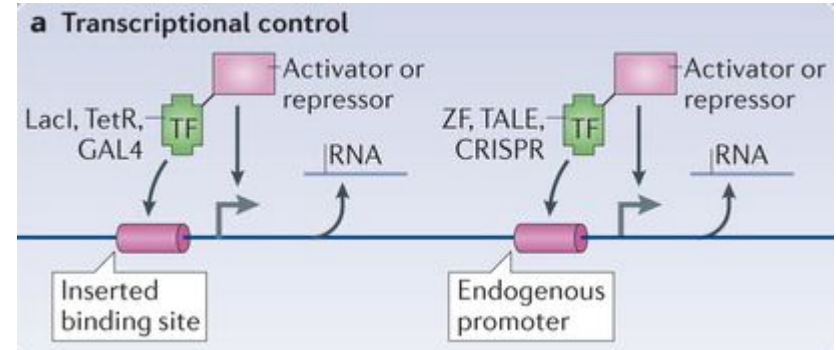 a Transcriptional control
Activator or
repressor
LacI, TetR,
GAL4
TF
RNA
Inserted
binding site
Activator or
repressor
ZF, TALE,
CRISPR
TF
RNA
Endogenous
promoter